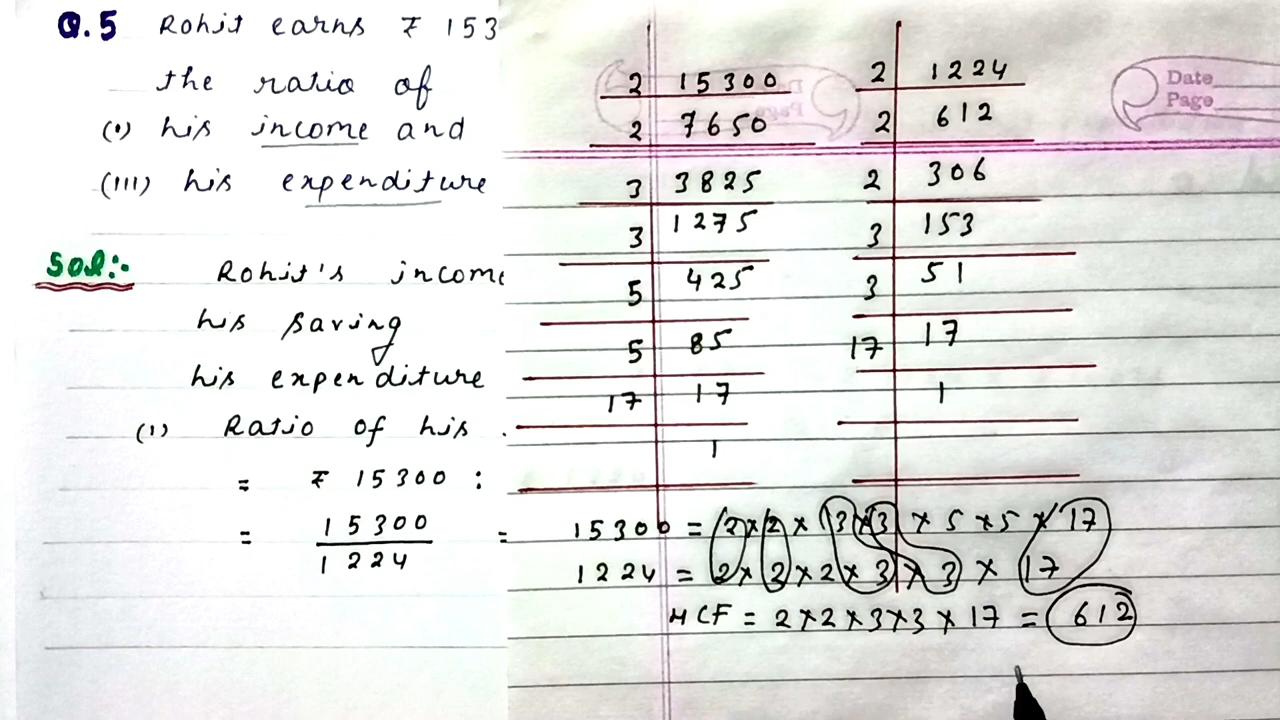 Q.5 Rohit earns ₹ 153
the ratio of
(i) his income and
(III) his expenditure
Sol:-
Rohit's income
his saving
his expenditure
(1) Ratio of his
= ₹ 15300 :
= 15300 / 1224 =
2 | 15300
2 | 7650
3 | 3825
3 | 1275
5 | 425
5 | 85
17 | 17
1
2 | 1224
2 | 612
2 | 306
3 | 153
3 | 51
17 | 17
1
Date
Page
15300 = 2 × 2 × 3 × 3 × 5 × 5 × 17
1224 = 2 × 2 × 2 × 3 × 3 × 17
HCF = 2 × 2 × 3 × 3 × 17 = 612